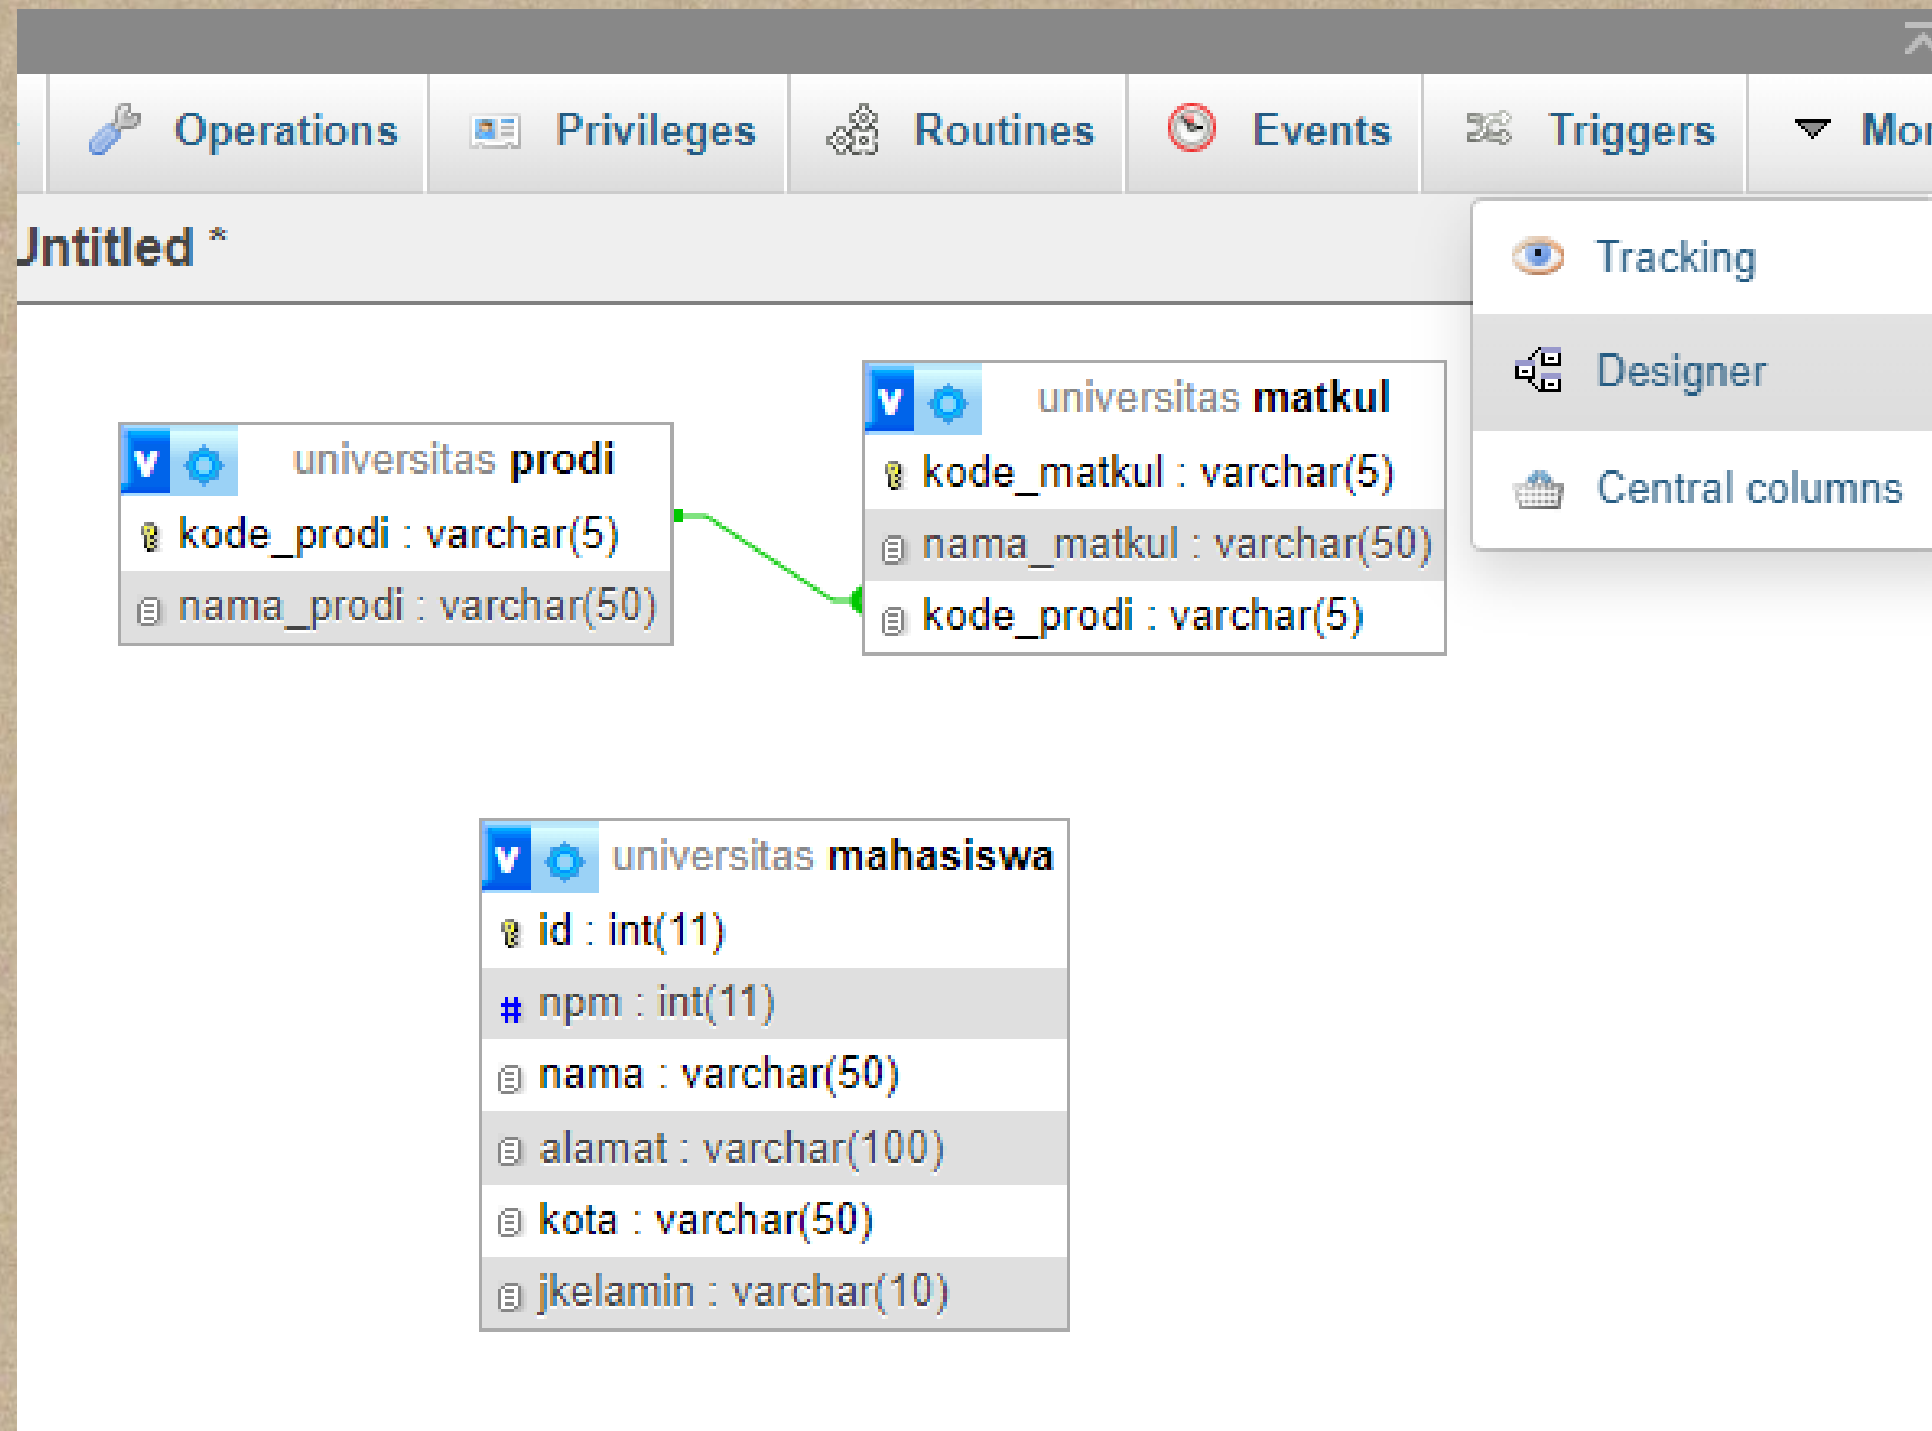 Operations Privileges Routines Events Triggers
Untitled *
Tracking
Designer
Central columns
universitas prodi
kode_prodi : varchar(5)
nama_prodi : varchar(50)
universitas matkul
kode_matkul : varchar(5)
nama_matkul : varchar(50)
kode_prodi : varchar(5)
universitas mahasiswa
id : int(11)
# npm : int(11)
nama : varchar(50)
alamat : varchar(100)
kota : varchar(50)
jkelamin : varchar(10)